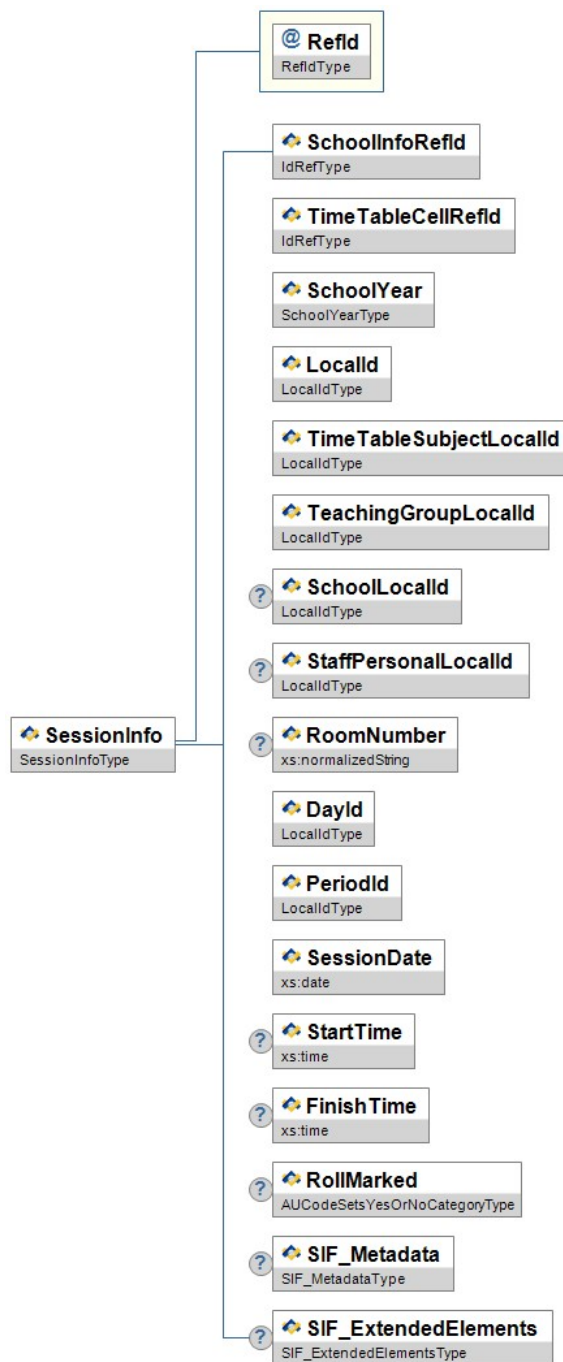 @ RefId
RefIdType
SchoolInfoRefId
IdRefType
TimeTableCellRefId
IdRefType
SchoolYear
SchoolYearType
LocalId
LocalIdType
TimeTableSubjectLocalId
LocalIdType
TeachingGroupLocalId
LocalIdType
? SchoolLocalId
LocalIdType
? StaffPersonalLocalId
LocalIdType
SessionInfo
SessionInfoType
? RoomNumber
xs:normalizedString
DayId
LocalIdType
PeriodId
LocalIdType
SessionDate
xs:date
? StartTime
xs:time
? FinishTime
xs:time
? RollMarked
AUCodeSetsYesOrNoCategoryType
? SIF_Metadata
SIF_MetadataType
? SIF_ExtendedElements
SIF_ExtendedElementsType